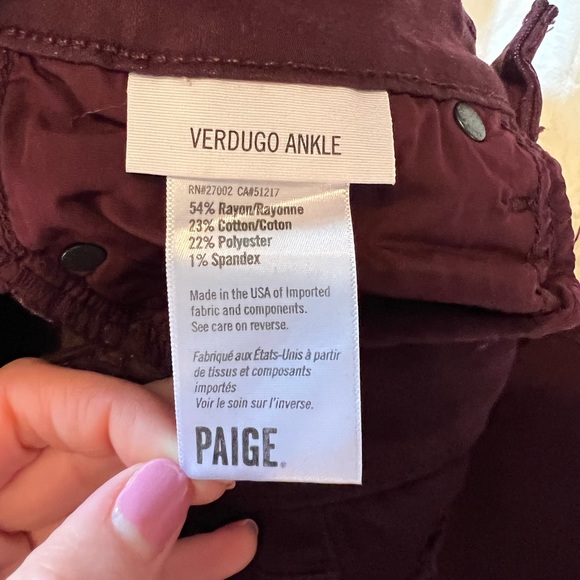 VERDUGO ANKLE
RN#27002 CA#51217
54% Rayon/Rayonne
23% Cotton/Coton
22% Polyester
1% Spandex
Made in the USA of Imported
fabric and components.
See care on reverse.
Fabriqué aux États-Unis à partir
de tissus et composants
importés
Voir le soin sur l'inverse.
PAIGE.